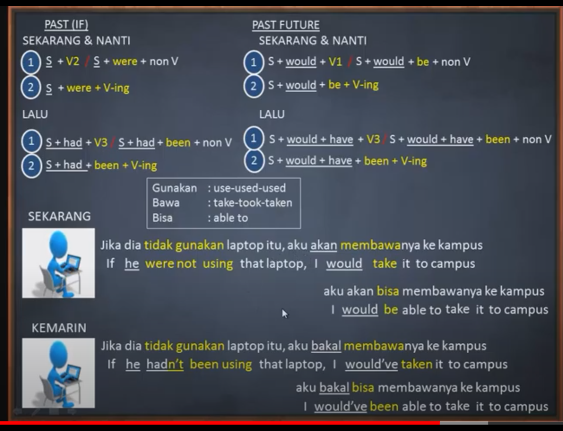 PAST (IF)
SEKARANG & NANTI
1 S + V2 / S + were + non V
2 S + were + V-ing
LALU
1 S + had + V3 / S + had + been + non V
2 S + had + been + V-ing
PAST FUTURE
SEKARANG & NANTI
1 S + would + V1 / S + would + be + non V
2 S + would + be + V-ing
LALU
1 S + would + have + V3 / S + would + have + been + non V
2 S + would + have + been + V-ing
Gunakan : use-used-used
Bawa : take-took-taken
Bisa : able to
SEKARANG
Jika dia tidak gunakan laptop itu, aku akan membawanya ke kampus
If he were not using that laptop, I would take it to campus
aku akan bisa membawanya ke kampus
I would be able to take it to campus
KEMARIN
Jika dia tidak gunakan laptop itu, aku bakal membawanya ke kampus
If he hadn't been using that laptop, I would've taken it to campus
aku bakal bisa membawanya ke kampus
I would've been able to take it to campus